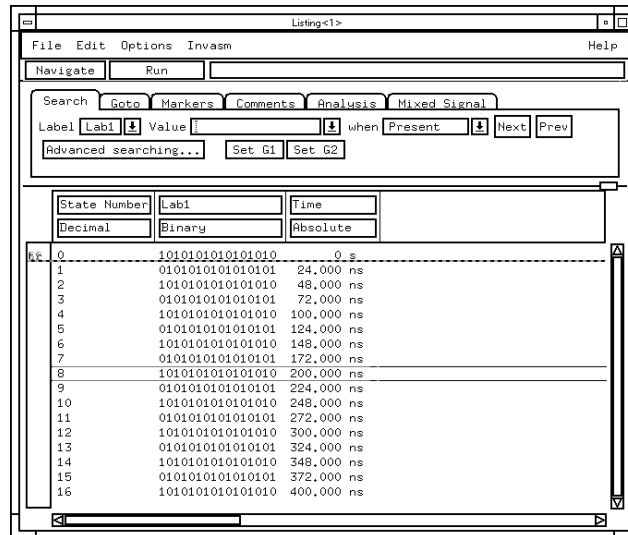 Listing<1>
File Edit Options Invasm Help
Navigate Run
Search Goto Markers Comments Analysis Mixed Signal
Label Lab1 Value when Present Next Prev
Advanced searching... Set G1 Set G2
State Number Lab1 Time
Decimal Binary Absolute
0 1010101010101010 0 s
1 0101010101010101 24.000 ns
2 1010101010101010 48.000 ns
3 0101010101010101 72.000 ns
4 1010101010101010 100.000 ns
5 0101010101010101 124.000 ns
6 1010101010101010 148.000 ns
7 0101010101010101 172.000 ns
8 1010101010101010 200.000 ns
9 0101010101010101 224.000 ns
10 1010101010101010 248.000 ns
11 0101010101010101 272.000 ns
12 1010101010101010 300.000 ns
13 0101010101010101 324.000 ns
14 1010101010101010 348.000 ns
15 0101010101010101 372.000 ns
16 1010101010101010 400.000 ns